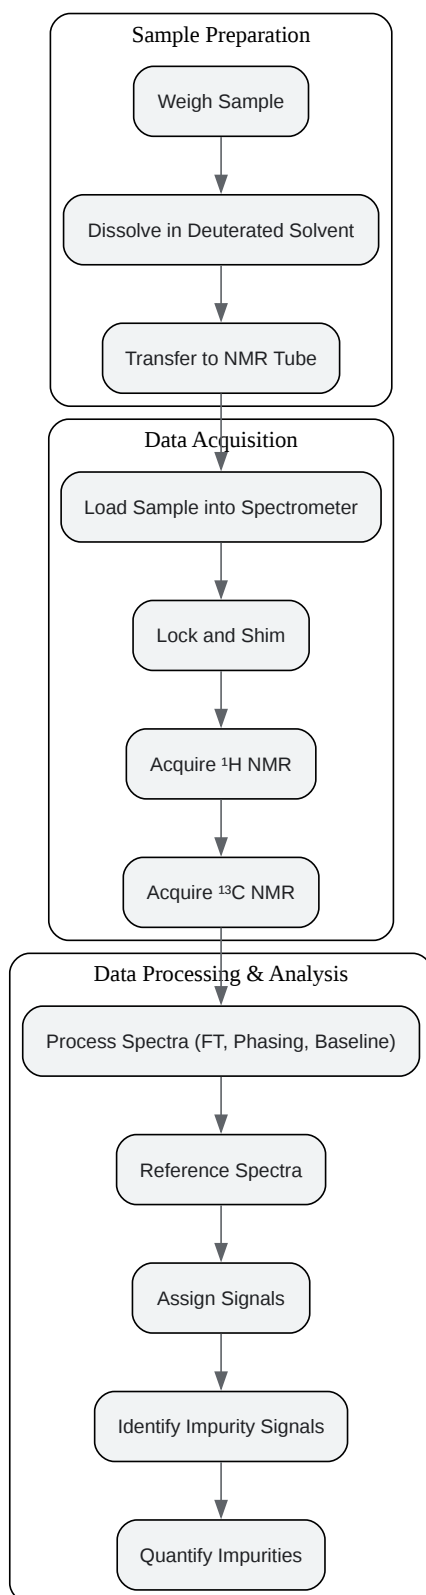 Sample Preparation
Weigh Sample
Dissolve in Deuterated Solvent
Transfer to NMR Tube
Data Acquisition
Load Sample into Spectrometer
Lock and Shim
Acquire ¹H NMR
Acquire ¹³C NMR
Data Processing & Analysis
Process Spectra (FT, Phasing, Baseline)
Reference Spectra
Assign Signals
Identify Impurity Signals
Quantify Impurities